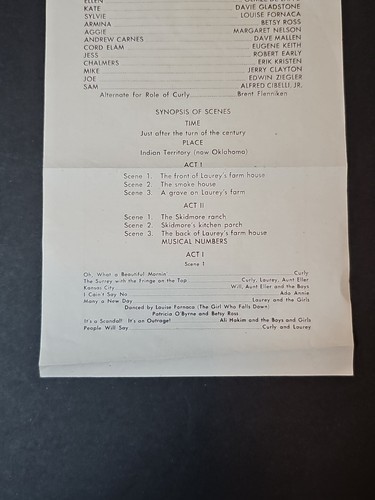 ELLEN
KATE DAVIE GLADSTONE
SYLVIE LOUISE FORNACA
ARMINA BETSY ROSS
AGGIE MARGARET NELSON
ANDREW CARNES DAVE MALLEN
CORD ELAM EUGENE KEITH
JESS ROBERT EARLY
CHALMERS ERIK KRISTEN
MIKE JERRY CLAYTON
JOE EDWIN ZIEGLER
SAM ALFRED CIBELLI, JR.
Alternate for Role of Curly Brent Flenniken
SYNOPSIS OF SCENES
TIME
Just after the turn of the century
PLACE
Indian Territory (now Oklahoma)
ACT I
Scene 1. The front of Laurey's farm house
Scene 2. The smoke house
Scene 3. A grave on Laurey's farm
ACT II
Scene 1 The Skidmore ranch
Scene 2 Skidmore's kitchen porch
Scene 3. The back of Laurey's farm house
MUSICAL NUMBERS
ACT I
Scene 1
Oh, What a Beautiful Mornin' Curly
The Surrey with the Fringe on the Top Curly, Laurey, Aunt Eller
Kansas City Will, Aunt Eller and the Boys
I Cain't Say No Ado Annie
Many a New Day Laurey and the Girls
Danced by Louise Fornaca (The Girl Who Falls Down)
Patricia O'Byrne and Betsy Ross
It's a Scandal! It's an Outrage! Ali Hakim and the Boys and Girls
People Will Say Curly and Laurey